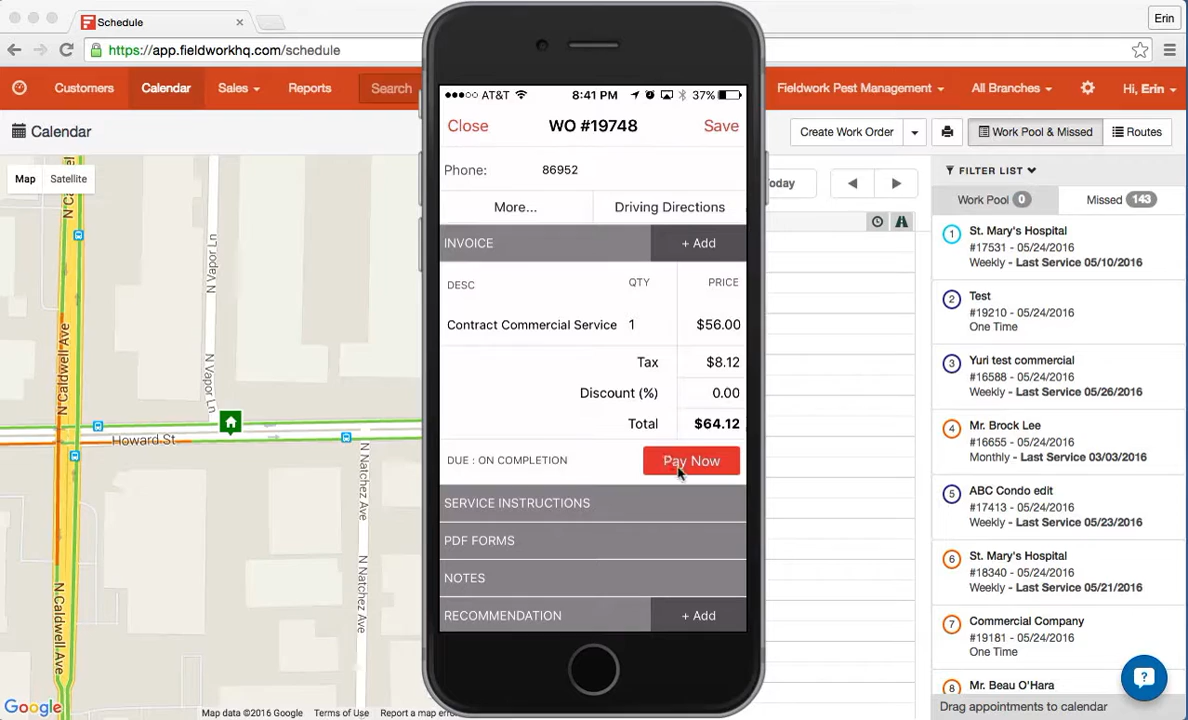 Schedule
Erin
https://app.fieldworkhq.com/schedule
Customers
Calendar
Sales
Reports
Search
Fieldwork Pest Management
All Branches
Hi, Erin
Calendar
Create Work Order
Work Pool & Missed
Routes
Map
Satellite
oday
FILTER LIST
Work Pool 0
Missed 143
1
St. Mary's Hospital
#17531 - 05/24/2016
Weekly - Last Service 05/10/2016
2
Test
#19210 - 05/24/2016
One Time
3
Yuri test commercial
#16588 - 05/24/2016
Weekly - Last Service 05/26/2016
4
Mr. Brock Lee
#16655 - 05/24/2016
Monthly - Last Service 03/03/2016
5
ABC Condo edit
#17413 - 05/24/2016
Weekly - Last Service 05/23/2016
6
St. Mary's Hospital
#18340 - 05/24/2016
Weekly - Last Service 05/21/2016
7
Commercial Company
#19181 - 05/24/2016
One Time
8
Mr. Beau O'Hara
Drag appointments to calendar
AT&T
8:41 PM
37%
Close
WO #19748
Save
Phone: 86952
More...
Driving Directions
INVOICE
+ Add
DESC QTY PRICE
Contract Commercial Service 1 $56.00
Tax $8.12
Discount (%) 0.00
Total $64.12
DUE : ON COMPLETION
Pay Now
SERVICE INSTRUCTIONS
PDF FORMS
NOTES
RECOMMENDATION
+ Add
N Caldwell Ave
N Vapor Ln
N Vapor Ln
N Caldwell Ave
Howard St
N Natchez Ave
N Natchez Ave
N Caldwell Ave
Google
Map data ©2016 Google
Terms of Use
Report a map erro